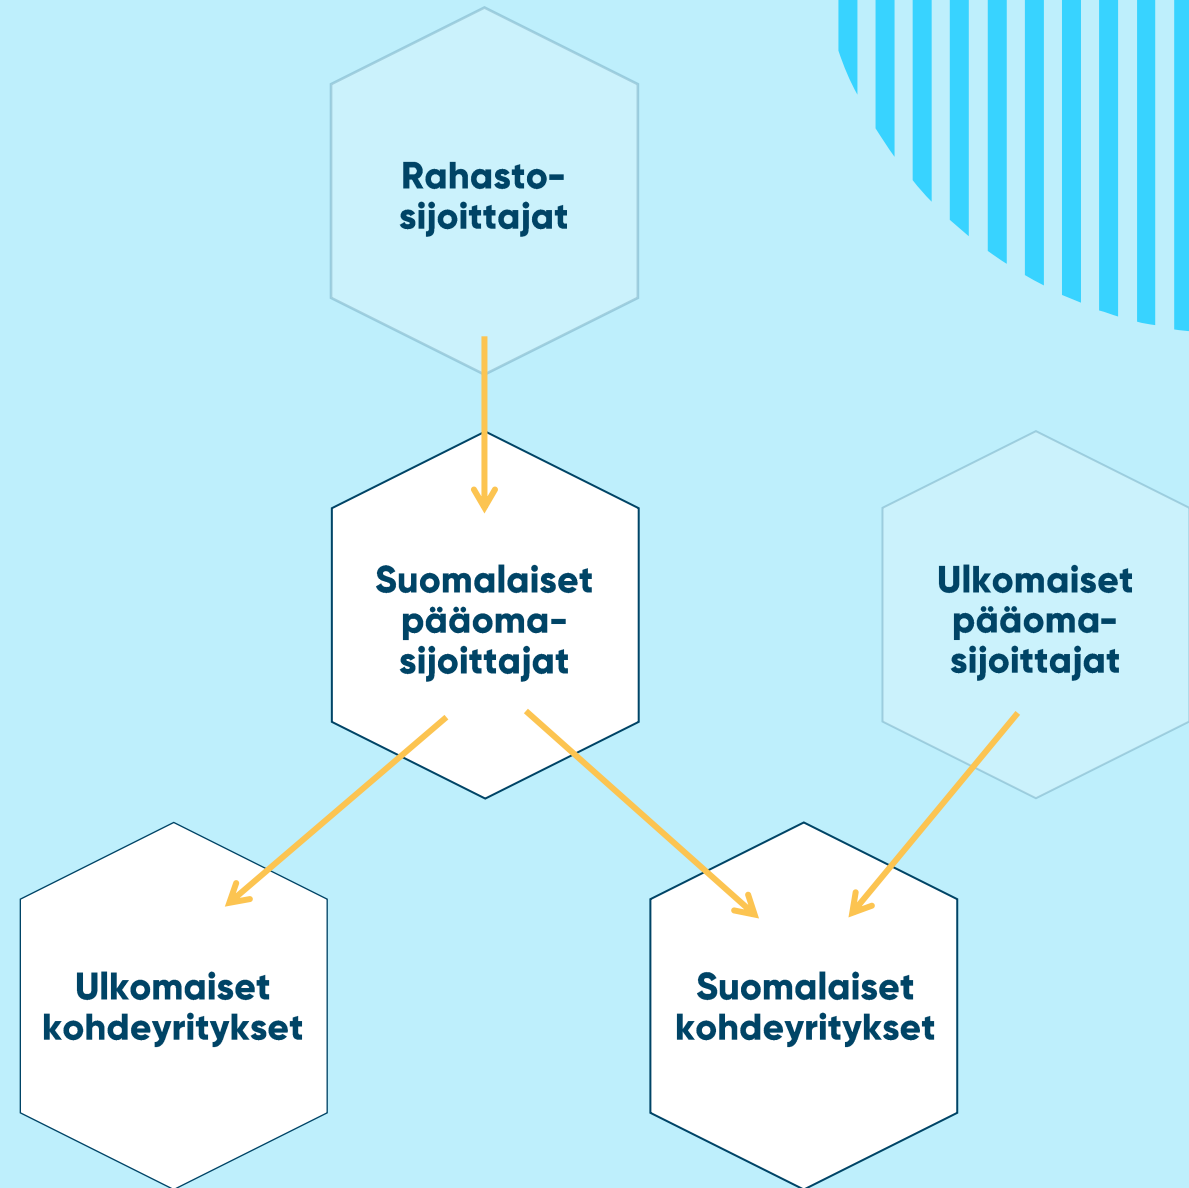 Rahasto-
sijoittajat
Suomalaiset
pääoma-
sijoittajat
Ulkomaiset
pääoma-
sijoittajat
Ulkomaiset
kohdeyritykset
Suomalaiset
kohdeyritykset